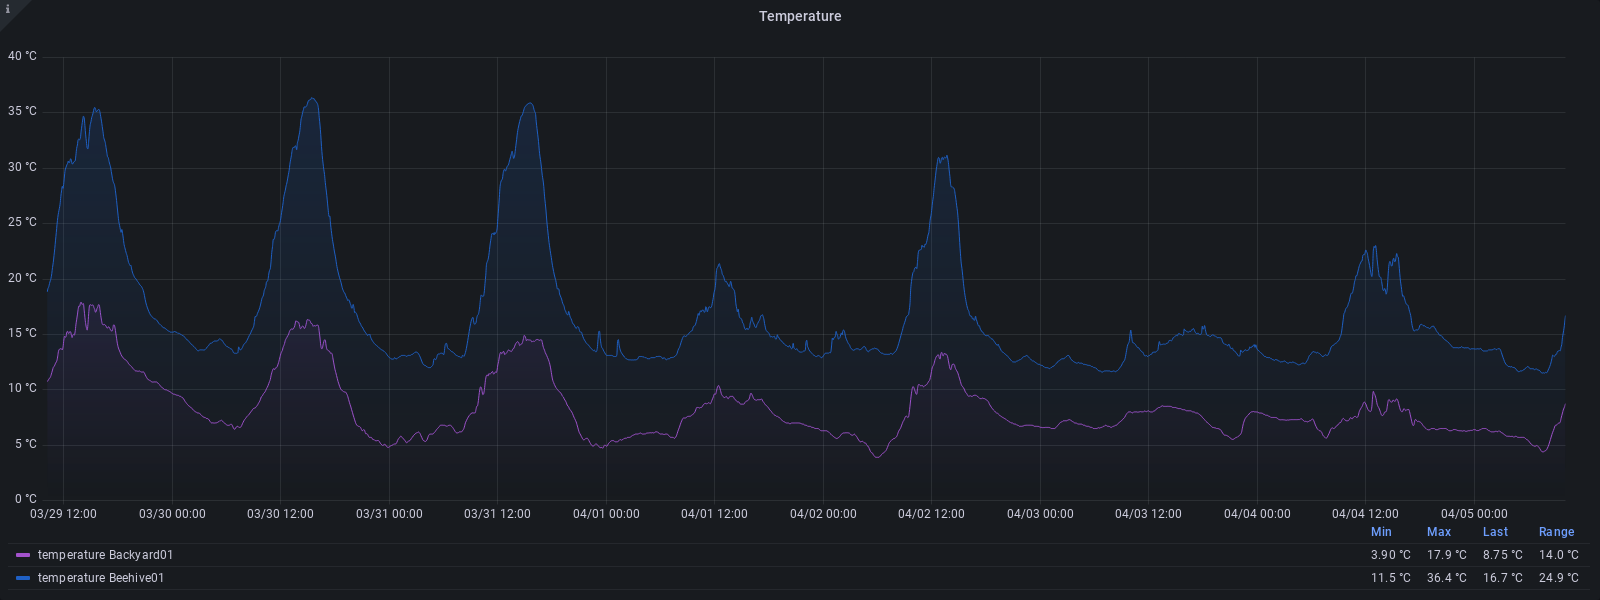 i
Temperature
40 °C
35 °C
30 °C
25 °C
20 °C
15 °C
10 °C
5 °C
0 °C
03/29 12:00 03/30 00:00 03/30 12:00 03/31 00:00 03/31 12:00 04/01 00:00 04/01 12:00 04/02 00:00 04/02 12:00 04/03 00:00 04/03 12:00 04/04 00:00 04/04 12:00 04/05 00:00
Min Max Last Range
temperature Backyard01 3.90 °C 17.9 °C 8.75 °C 14.0 °C
temperature Beehive01 11.5 °C 36.4 °C 16.7 °C 24.9 °C